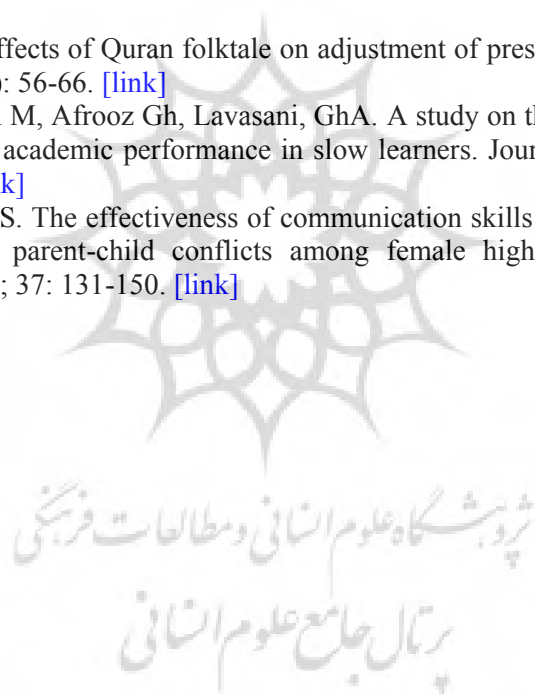 ffects of Quran folktale on adjustment of pres
): 56-66. [link]
M, Afrooz Gh, Lavasani, GhA. A study on th
academic performance in slow learners. Jour
k]
S. The effectiveness of communication skills
parent-child conflicts among female high
; 37: 131-150. [link]
پژوهشگاه علوم انسانی و مطالعات فرهنگی
پرتال جامع علوم انسانی